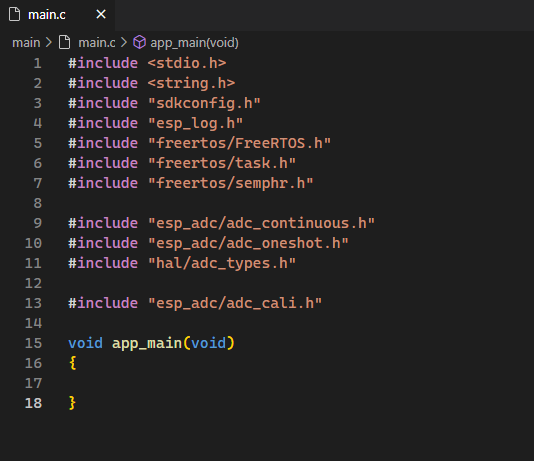 main.c
main > main.c > app_main(void)
1 #include <stdio.h>
2 #include <string.h>
3 #include "sdkconfig.h"
4 #include "esp_log.h"
5 #include "freertos/FreeRTOS.h"
6 #include "freertos/task.h"
7 #include "freertos/semphr.h"
8
9 #include "esp_adc/adc_continuous.h"
10 #include "esp_adc/adc_oneshot.h"
11 #include "hal/adc_types.h"
12
13 #include "esp_adc/adc_cali.h"
14
15 void app_main(void)
16 {
17
18 }